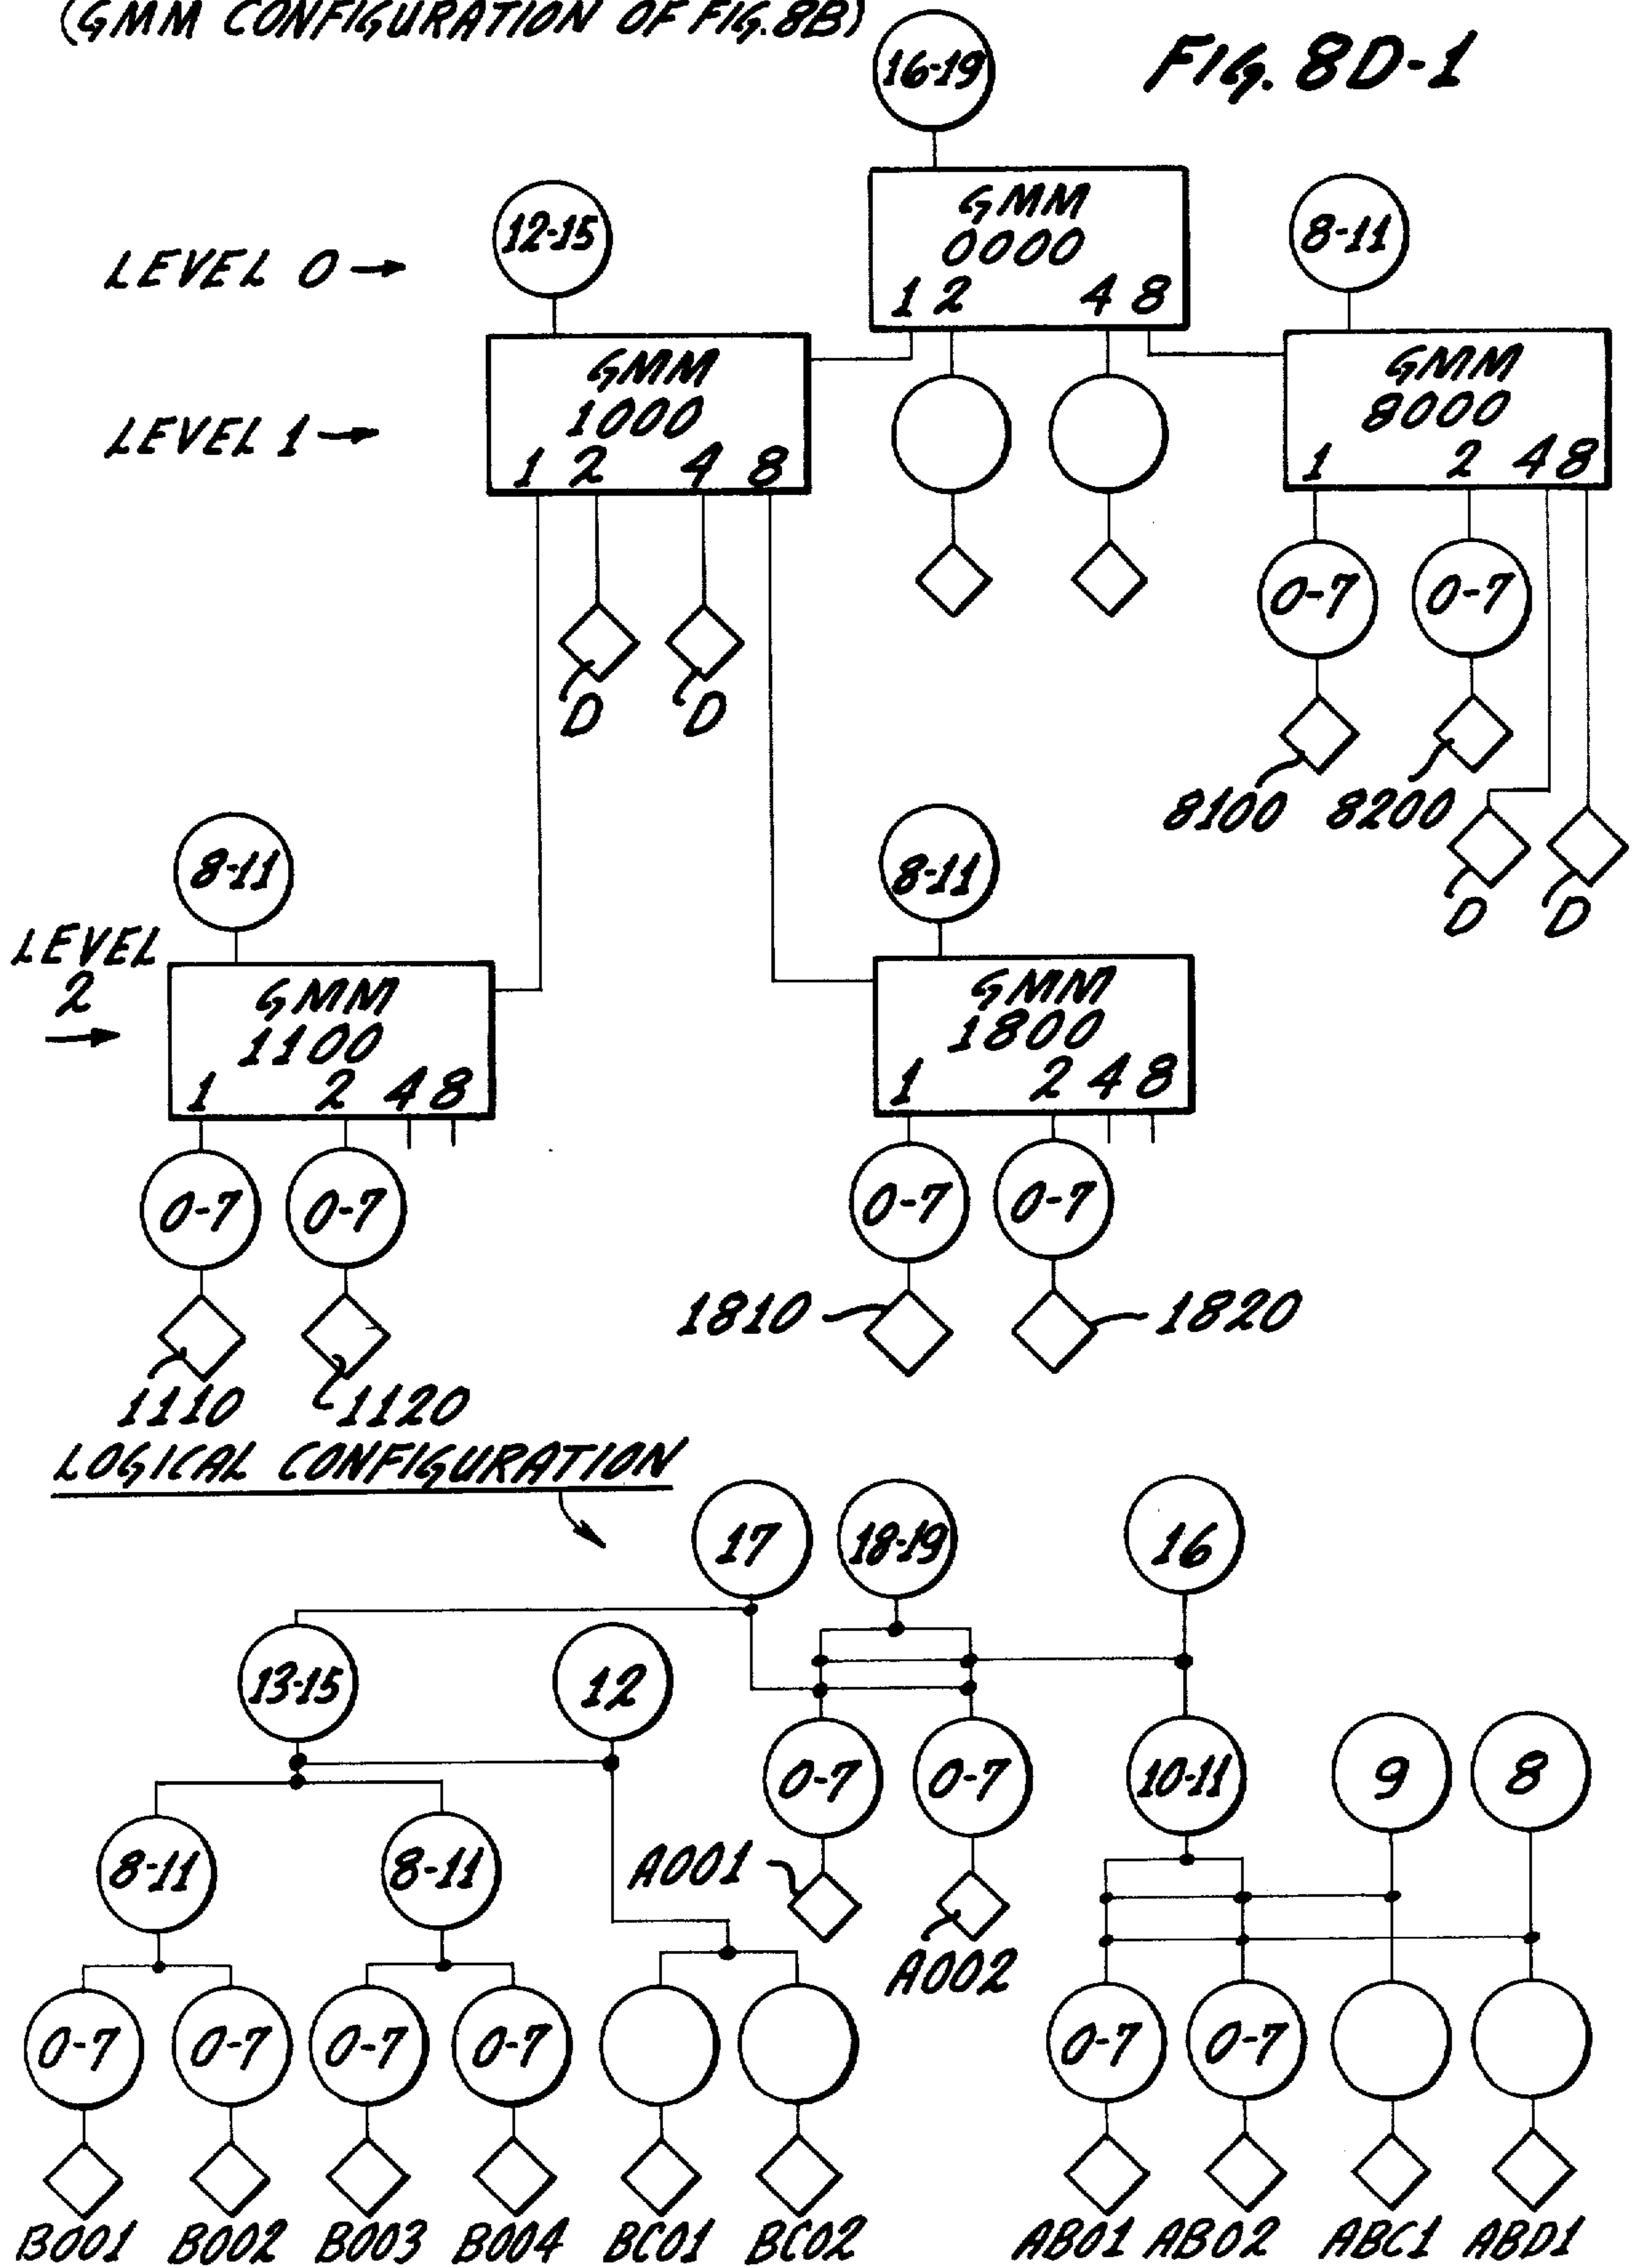 (GMM CONFIGURATION OF FIG. 8B)
FIG. 8D-1
16-19
GMM
0000
1 2 4 8
12-15
8-11
LEVEL 0 →
GMM
1000
1 2 4 8
GMM
8000
1 2 4 8
LEVEL 1 →
0-7
0-7
D
D
8100
8200
D
D
8-11
8-11
LEVEL
2
→
GMM
1100
1 2 4 8
GMM
1800
1 2 4 8
0-7
0-7
0-7
0-7
1810
1820
1110
1120
LOGICAL CONFIGURATION
17
18-19
16
13-15
12
0-7
0-7
10-11
9
8
8-11
8-11
A001
A002
0-7
0-7
0-7
0-7
0-7
0-7
B001
B002
B003
B004
BC01
BC02
AB01
AB02
ABC1
ABD1